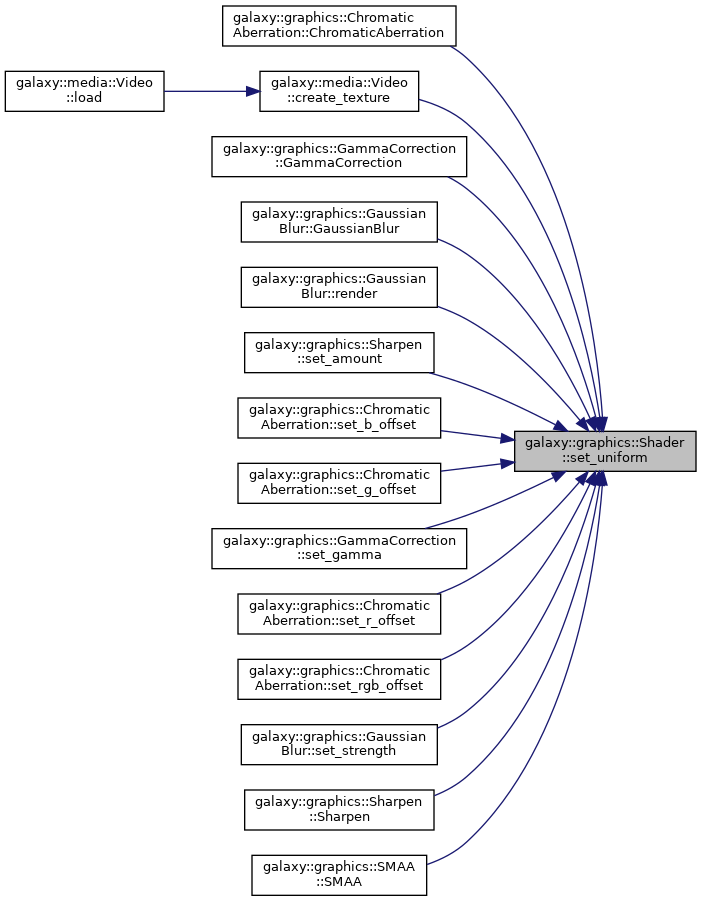 galaxy::graphics::Chromatic
Aberration::ChromaticAberration
galaxy::media::Video
::load
galaxy::media::Video
::create_texture
galaxy::graphics::GammaCorrection
::GammaCorrection
galaxy::graphics::Gaussian
Blur::GaussianBlur
galaxy::graphics::Gaussian
Blur::render
galaxy::graphics::Sharpen
::set_amount
galaxy::graphics::Chromatic
Aberration::set_b_offset
galaxy::graphics::Shader
::set_uniform
galaxy::graphics::Chromatic
Aberration::set_g_offset
galaxy::graphics::GammaCorrection
::set_gamma
galaxy::graphics::Chromatic
Aberration::set_r_offset
galaxy::graphics::Chromatic
Aberration::set_rgb_offset
galaxy::graphics::Gaussian
Blur::set_strength
galaxy::graphics::Sharpen
::Sharpen
galaxy::graphics::SMAA
::SMAA